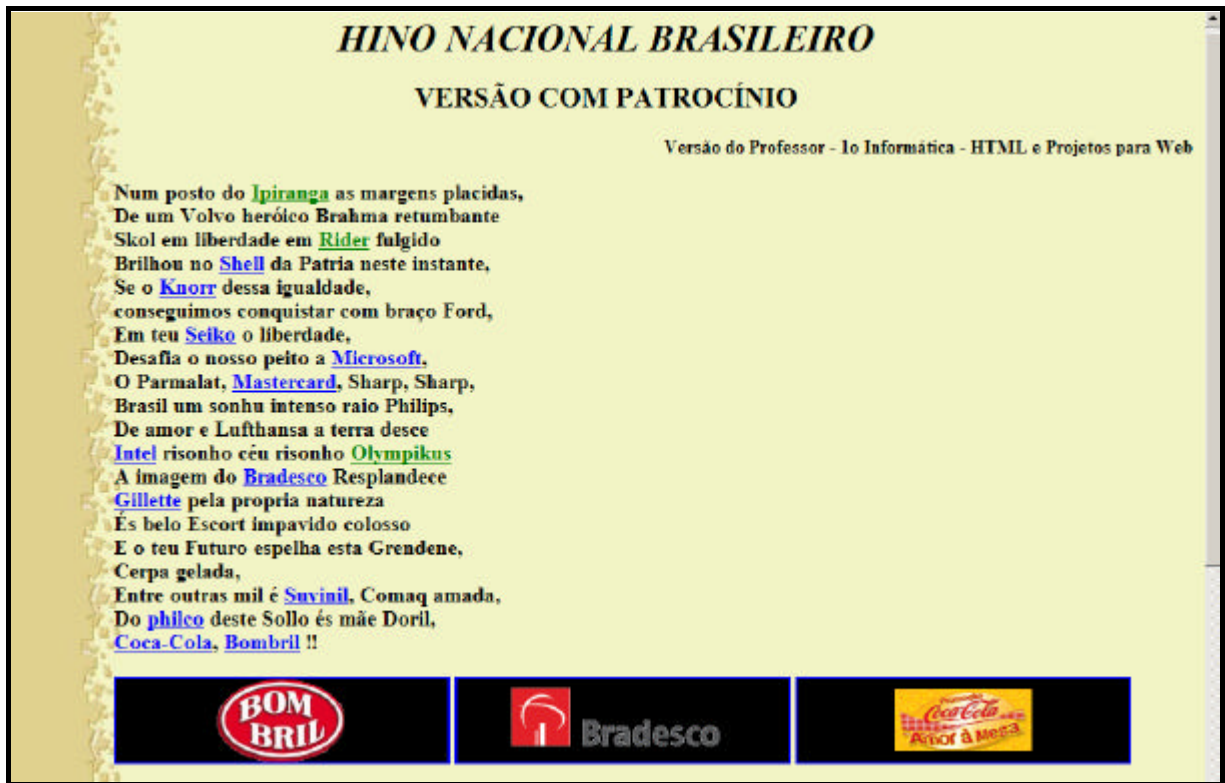 HINO NACIONAL BRASILEIRO
VERSÃO COM PATROCÍNIO
Versão do Professor - 1o Informática - HTML e Projetos para Web
Num posto do Ipiranga as margens placidas,
De um Volvo heróico Brahma retumbante
Skol em liberdade em Rider fulgido
Brilhou no Shell da Patria neste instante,
Se o Knorr dessa igualdade,
conseguimos conquistar com braço Ford,
Em teu Seiko o liberdade,
Desafia o nosso peito a Microsoft,
O Parmalat, Mastercard, Sharp, Sharp,
Brasil um sonhu intenso raio Philips,
De amor e Lufthansa a terra desce
Intel risonho céu risonho Olympikus
A imagem do Bradesco Resplandece
Gillette pela propria natureza
És belo Escort impavido colosso
E o teu Futuro espelha esta Grendene,
Cerpa gelada,
Entre outras mil é Suvinil, Comaq amada,
Do philco deste Sollo és mãe Doril,
Coca-Cola, Bombril !!
BOM
BRIL
Bradesco
Coca-Cola
Amor à Mesa